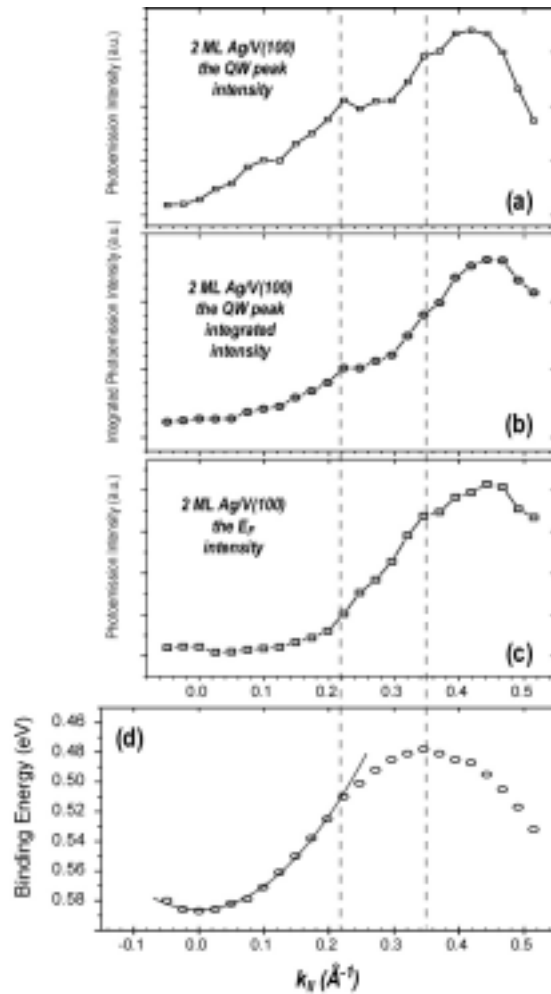 Photoemission Intensity (a.u.)
2 ML Ag/V(100)
the QW peak
intensity
(a)
Integrated Photoemission Intensity (a.u.)
2 ML Ag/V(100)
the QW peak
integrated
intensity
(b)
Photoemission Intensity (a.u.)
2 ML Ag/V(100)
the E_F
intensity
(c)
0.0 0.1 0.2 0.3 0.4 0.5
(d)
Binding Energy (eV)
0.46
0.48
0.50
0.52
0.54
0.56
0.58
-0.1 0.0 0.1 0.2 0.3 0.4 0.5
k_{//} (Å⁻¹)